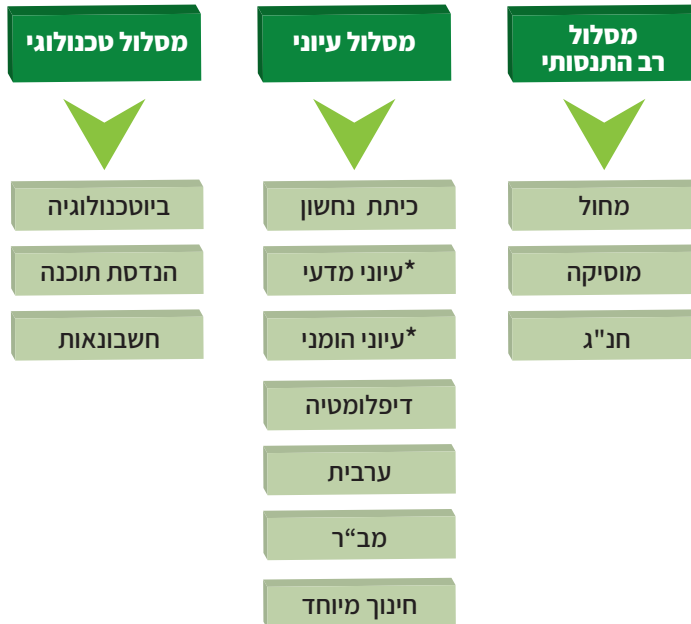 מסלול
רב התנסותי
מחול
מוסיקה
חנ"ג
מסלול עיוני
כיתת נחשון
*עיוני מדעי
*עיוני הומני
דיפלומטיה
ערבית
מב“ר
חינוך מיוחד
מסלול טכנולוגי
ביוטכנולוגיה
הנדסת תוכנה
חשבונאות